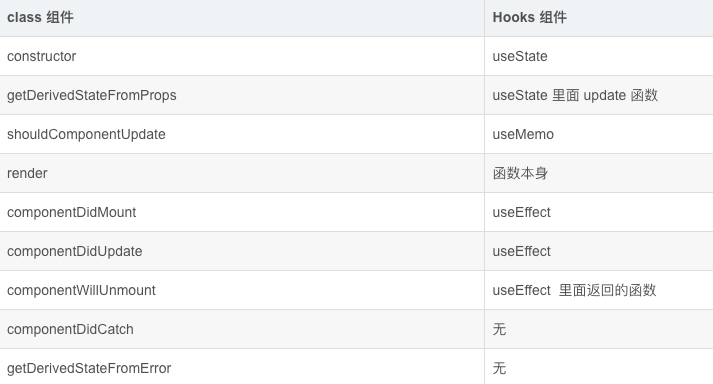 class 组件 Hooks 组件
constructor useState
getDerivedStateFromProps useState 里面 update 函数
shouldComponentUpdate useMemo
render 函数本身
componentDidMount useEffect
componentDidUpdate useEffect
componentWillUnmount useEffect 里面返回的函数
componentDidCatch 无
getDerivedStateFromError 无